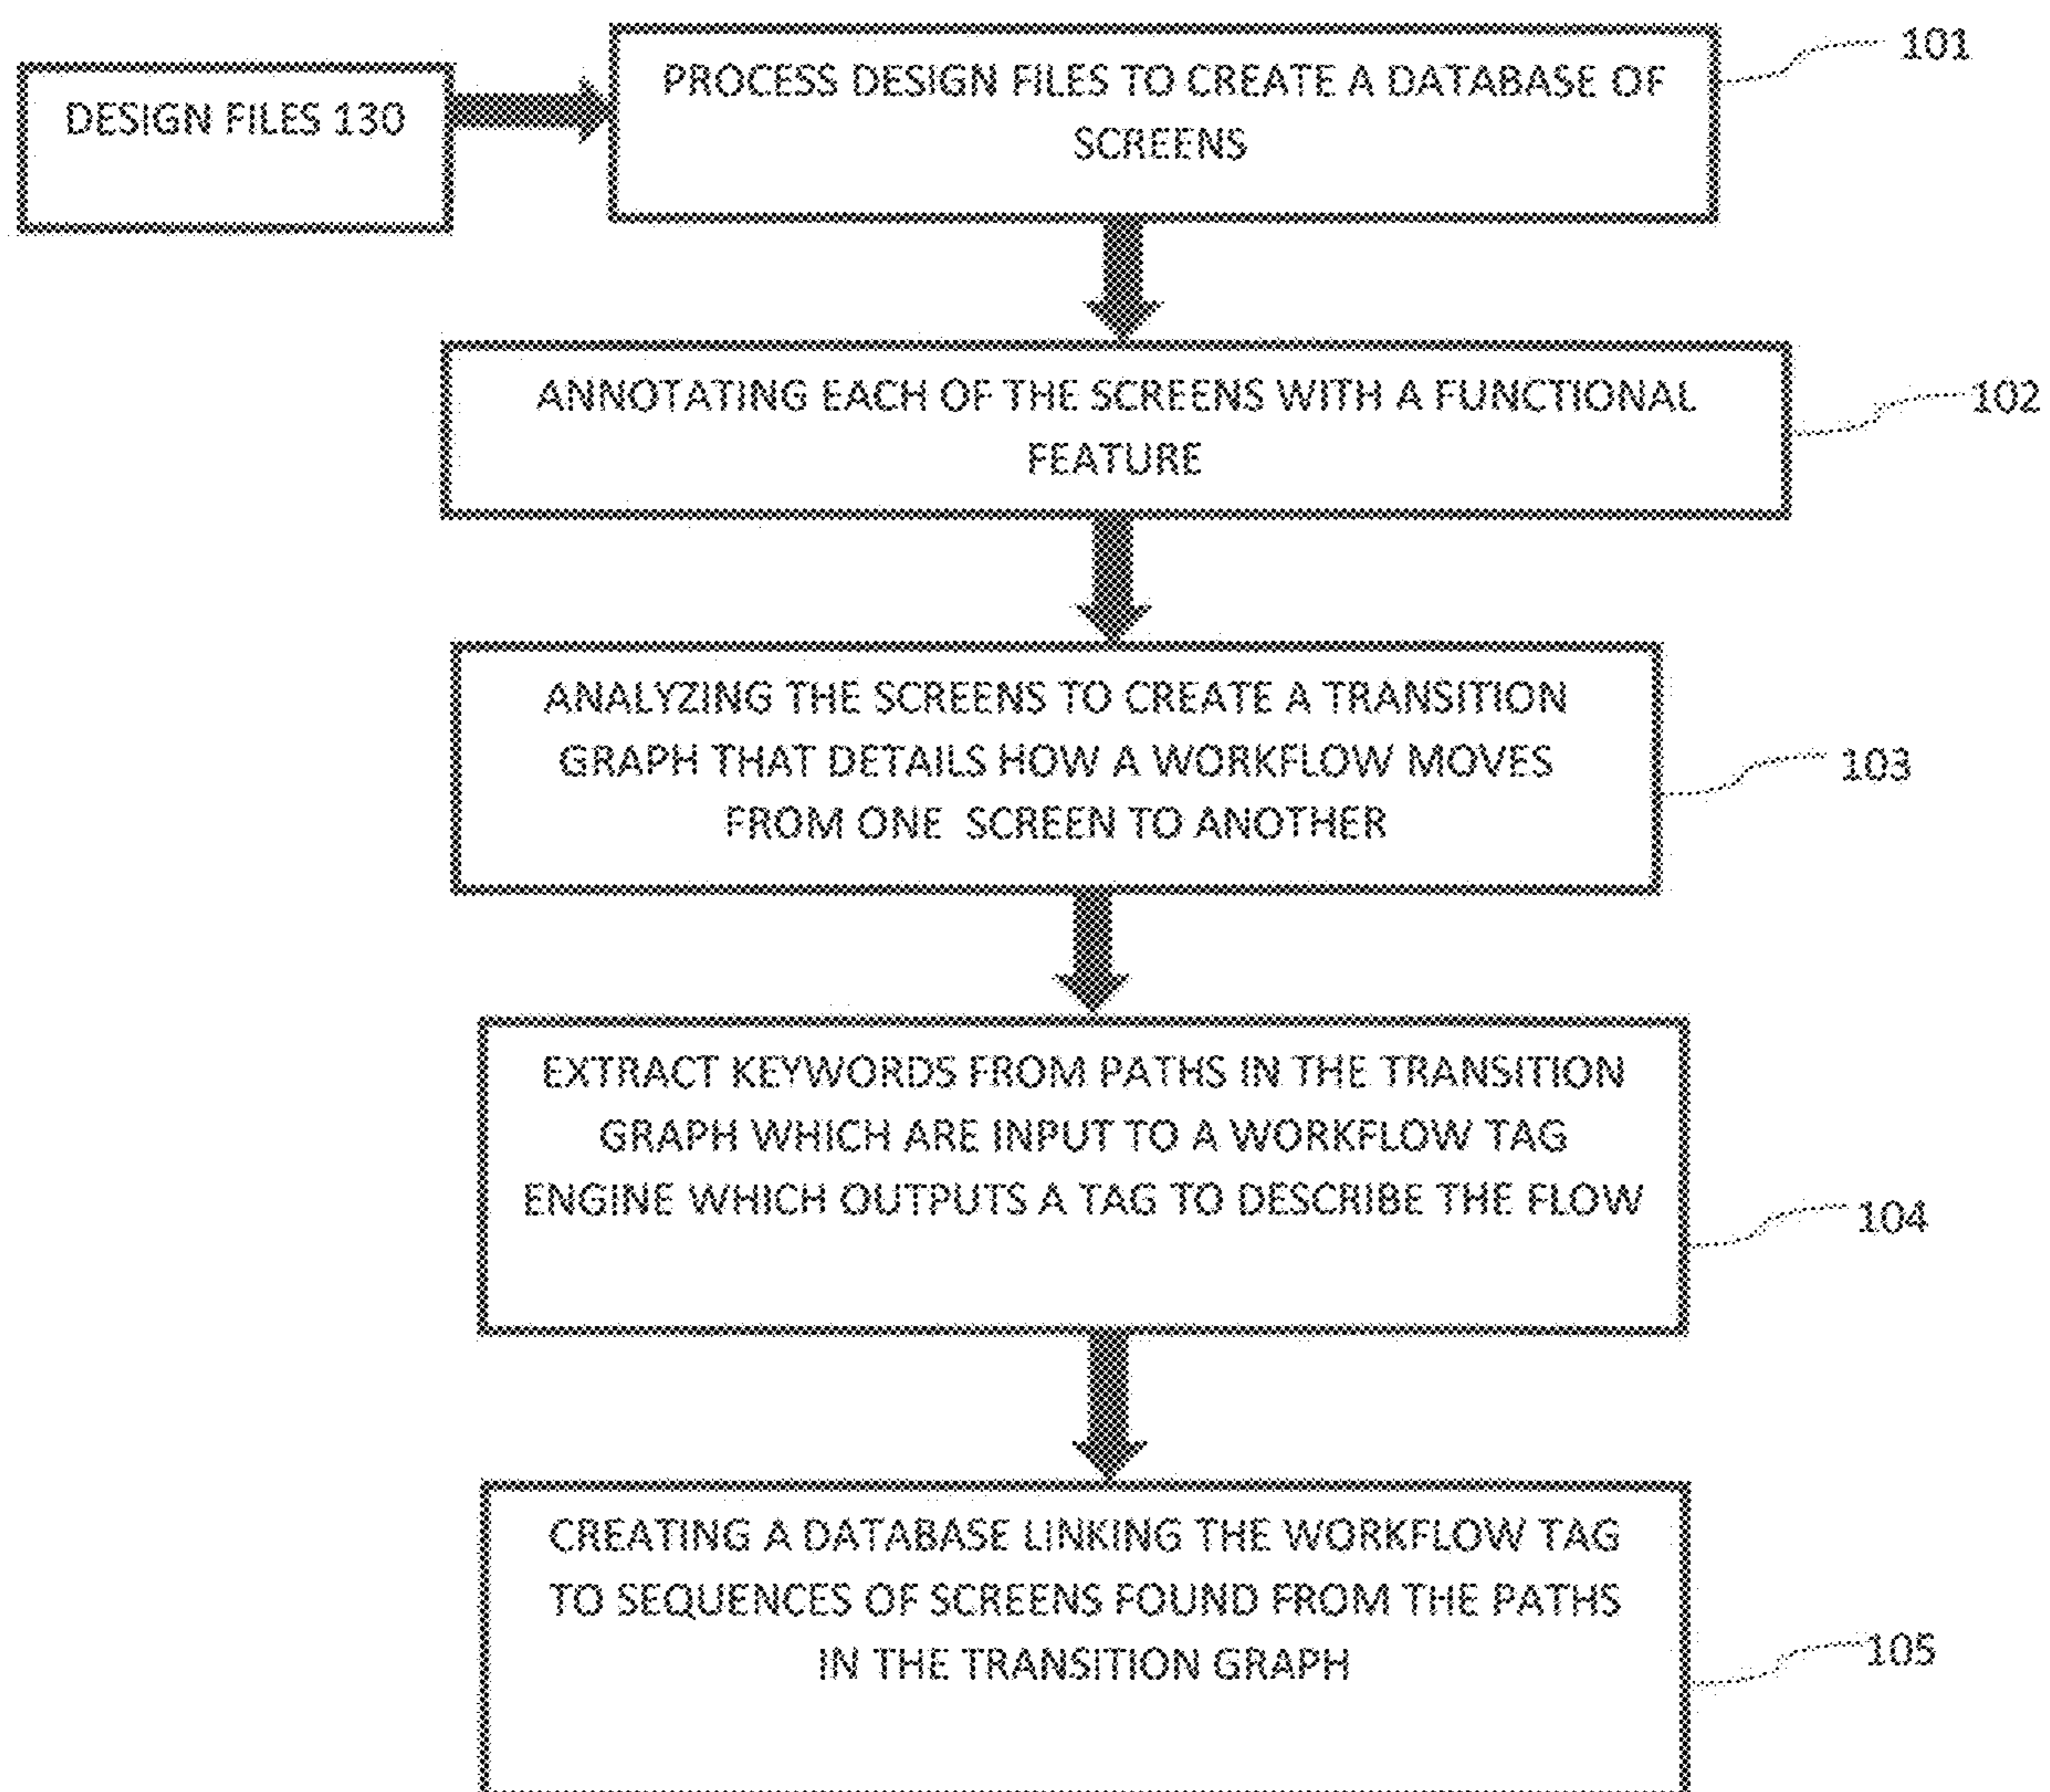 DESIGN FILES 130
PROCESS DESIGN FILES TO CREATE A DATABASE OF
SCREENS
101
ANNOTATING EACH OF THE SCREENS WITH A FUNCTIONAL
FEATURE
102
ANALYZING THE SCREENS TO CREATE A TRANSITION
GRAPH THAT DETAILS HOW A WORKFLOW MOVES
FROM ONE SCREEN TO ANOTHER
103
EXTRACT KEYWORDS FROM PATHS IN THE TRANSITION
GRAPH WHICH ARE INPUT TO A WORKFLOW TAG
ENGINE WHICH OUTPUTS A TAG TO DESCRIBE THE FLOW
104
CREATING A DATABASE LINKING THE WORKFLOW TAG
TO SEQUENCES OF SCREENS FOUND FROM THE PATHS
IN THE TRANSITION GRAPH
105